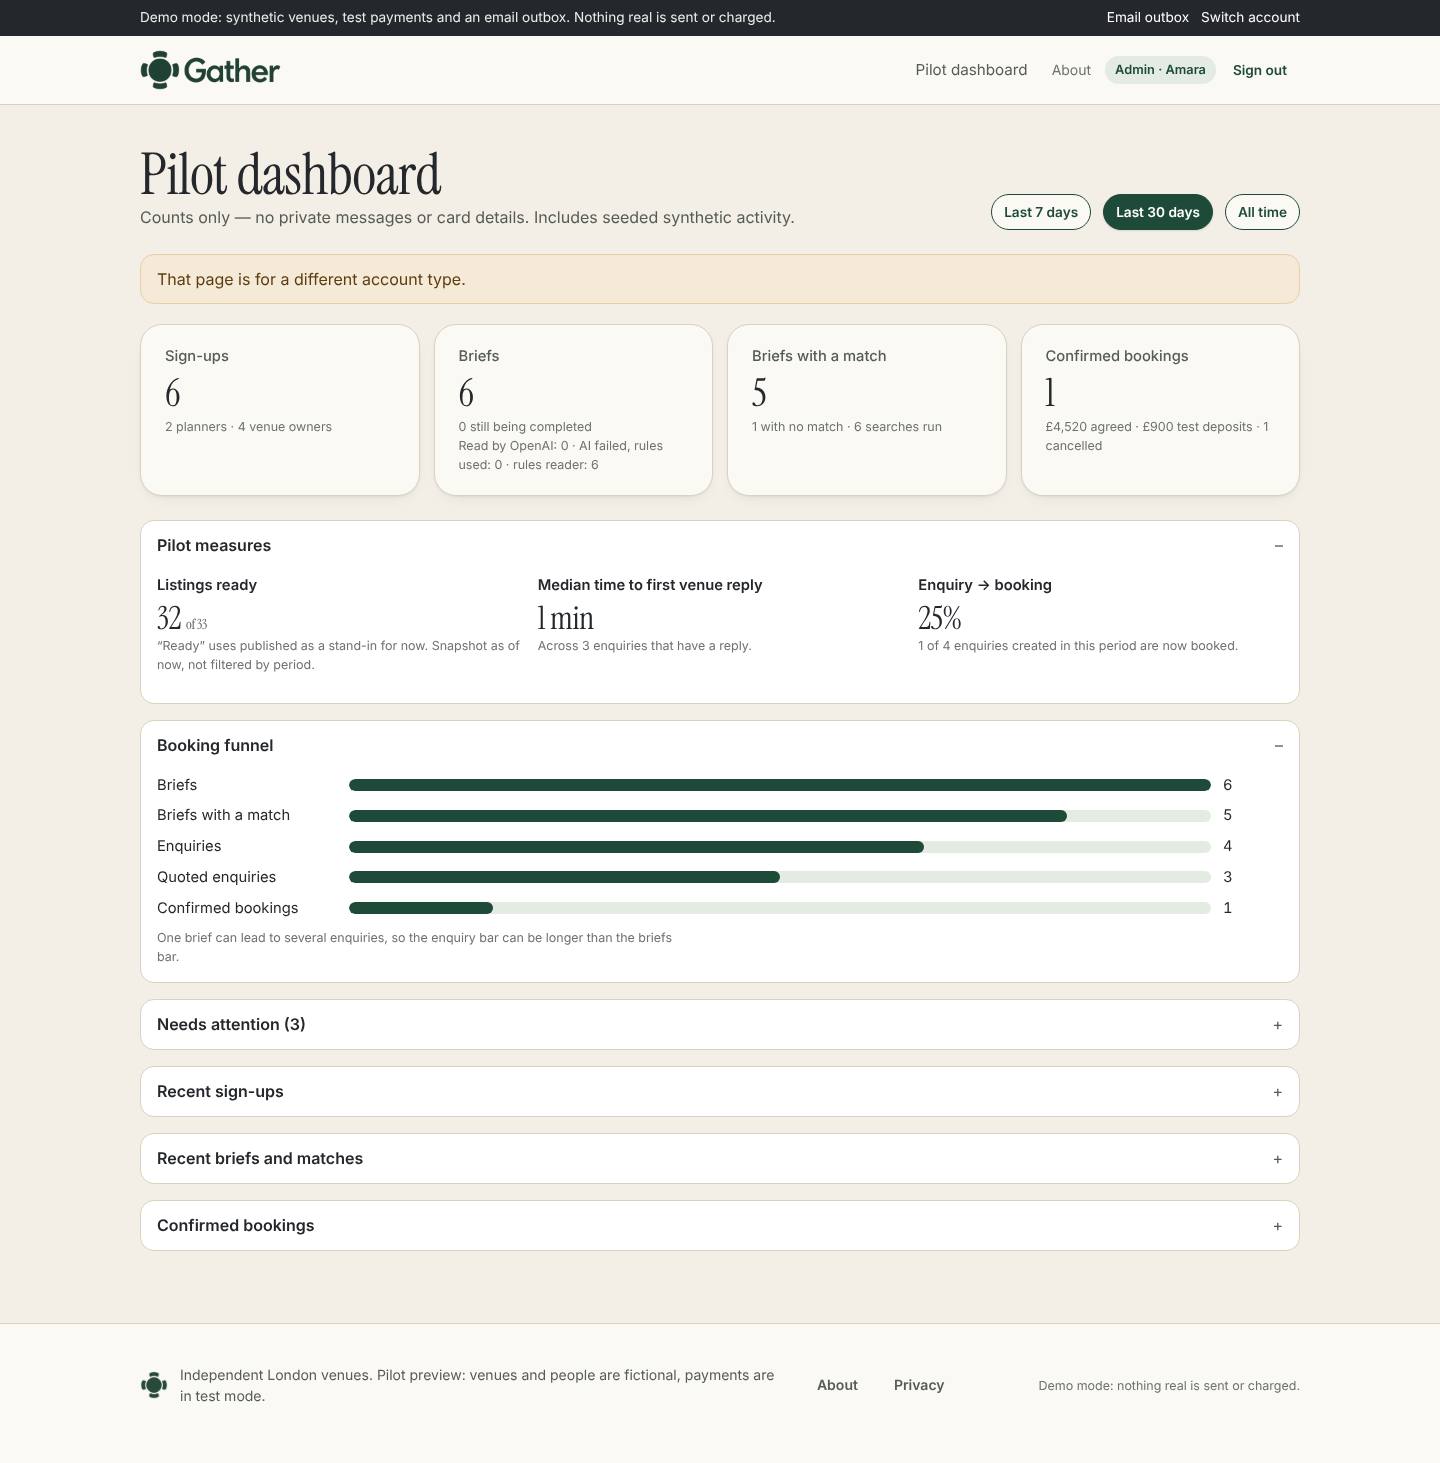 Demo mode: synthetic venues, test payments and an email outbox. Nothing real is sent or charged.
Email outbox Switch account
Gather
Pilot dashboard About Admin · Amara Sign out
Pilot dashboard
Counts only — no private messages or card details. Includes seeded synthetic activity.
Last 7 days Last 30 days All time
That page is for a different account type.
Sign-ups
6
2 planners · 4 venue owners
Briefs
6
0 still being completed
Read by OpenAI: 0 · AI failed, rules
used: 0 · rules reader: 6
Briefs with a match
5
1 with no match · 6 searches run
Confirmed bookings
1
£4,520 agreed · £900 test deposits · 1
cancelled
Pilot measures –
Listings ready
32 of 33
“Ready” uses published as a stand-in for now. Snapshot as of
now, not filtered by period.
Median time to first venue reply
1 min
Across 3 enquiries that have a reply.
Enquiry → booking
25%
1 of 4 enquiries created in this period are now booked.
Booking funnel –
Briefs 6
Briefs with a match 5
Enquiries 4
Quoted enquiries 3
Confirmed bookings 1
One brief can lead to several enquiries, so the enquiry bar can be longer than the briefs
bar.
Needs attention (3) +
Recent sign-ups +
Recent briefs and matches +
Confirmed bookings +
Independent London venues. Pilot preview: venues and people are fictional, payments are
in test mode.
About Privacy
Demo mode: nothing real is sent or charged.